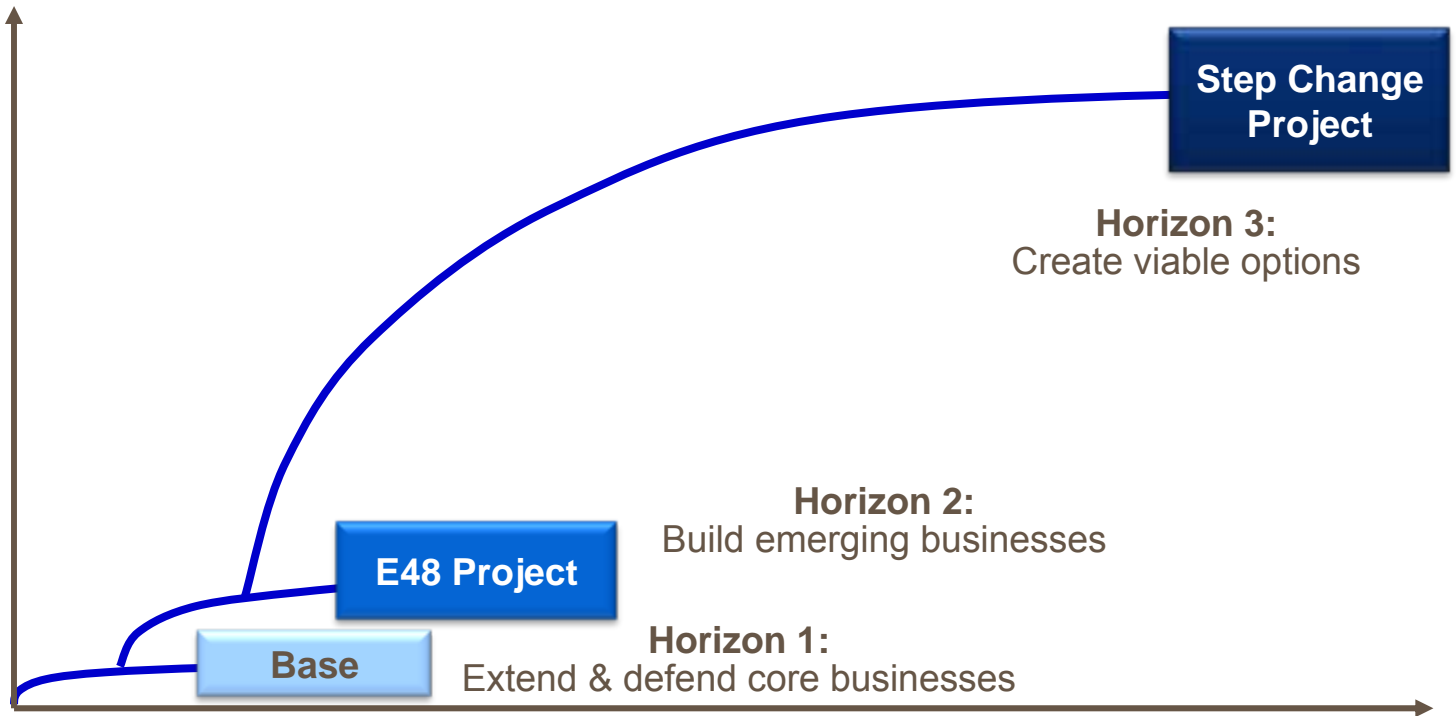 Step Change
Project
Horizon 3:
Create viable options
Horizon 2:
Build emerging businesses
E48 Project
Horizon 1:
Extend & defend core businesses
Base